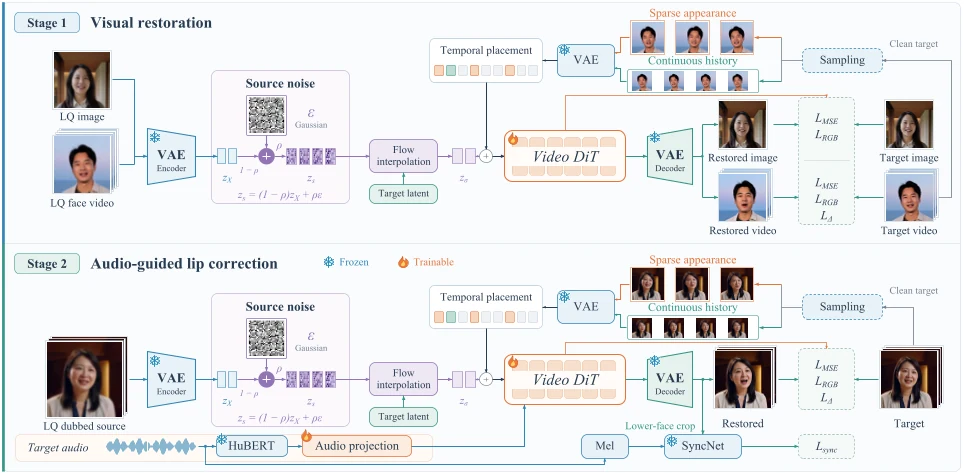 Stage 1
Visual restoration
Sparse appearance
Temporal placement
VAE
Continuous history
Sampling
Clean target
LQ image
LQ face video
VAE
Encoder
z_X
Source noise
ε
Gaussian
ρ
1 - ρ
z_s
z_s = (1 - ρ)z_X + ρε
Flow
interpolation
Target latent
z_σ
Video DiT
VAE
Decoder
Restored image
Restored video
L_MSE
L_RGB
L_MSE
L_RGB
L_Δ
Target image
Target video
Stage 2
Audio-guided lip correction
Frozen
Trainable
Sparse appearance
Temporal placement
VAE
Continuous history
Sampling
Clean target
LQ dubbed source
VAE
Encoder
z_X
Source noise
ε
Gaussian
ρ
1 - ρ
z_s
z_s = (1 - ρ)z_X + ρε
Flow
interpolation
Target latent
z_σ
Video DiT
VAE
Decoder
Restored
L_MSE
L_RGB
L_Δ
Target
Target audio
HuBERT
Audio projection
Lower-face crop
Mel
SyncNet
L_sync